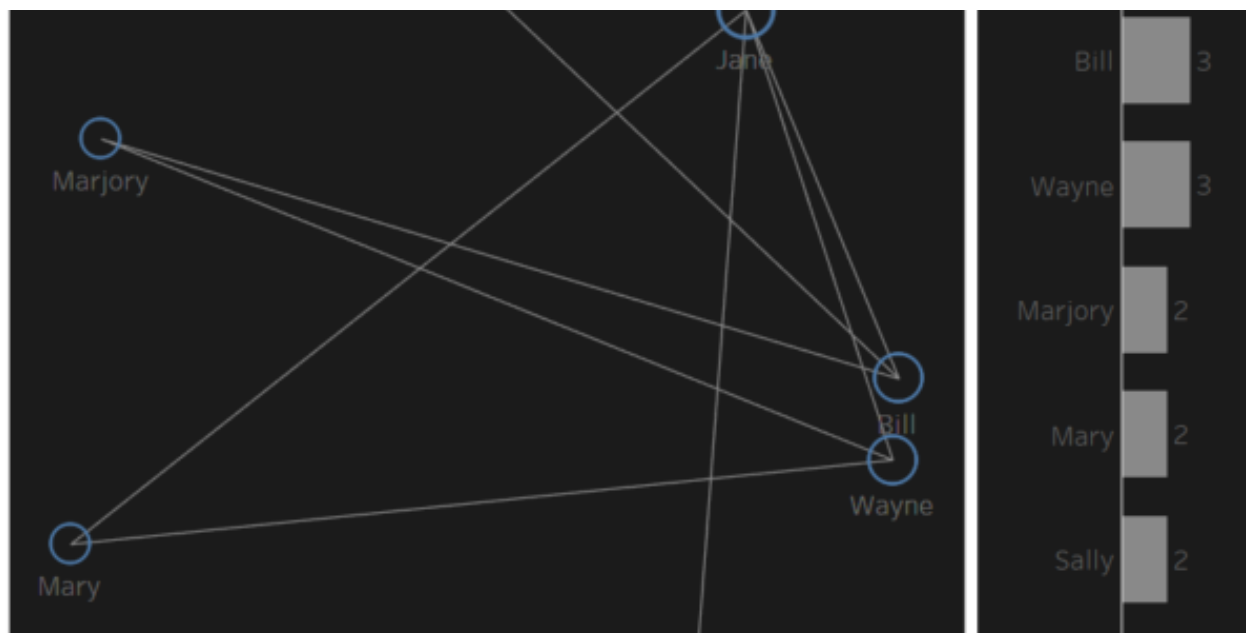 Jane
Marjory
Bill
Wayne
Mary
Bill 3
Wayne 3
Marjory 2
Mary 2
Sally 2